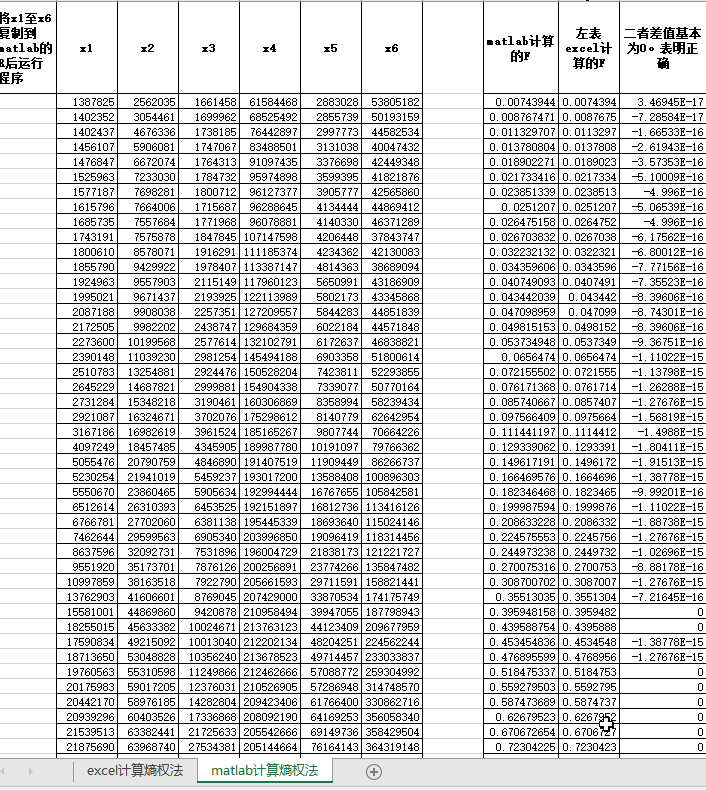 将x1至x6
复制到
matlab的
R后运行
程序
x1 x2 x3 x4 x5 x6
matlab计算
的F
左表
excel计
算的F
二者差值基本
为0。表明正
确
1387825 2562035 1661458 61584468 2883028 53805182 0.00743944 0.0074394 3.46945E-17
1402352 3054461 1699962 68525492 2855739 50193159 0.008767471 0.0087675 -7.28584E-17
1402437 4676336 1738185 76442897 2997773 44582534 0.011329707 0.0113297 -1.66533E-16
1456107 5906081 1747067 83488501 3131038 40047432 0.013780804 0.0137808 -2.61943E-16
1476847 6672074 1764313 91097435 3376698 42449348 0.018902271 0.0189023 -3.57353E-16
1525963 7233030 1784732 95974898 3599395 41821876 0.021733416 0.0217334 -5.10009E-16
1577187 7698281 1800712 96127377 3905777 42565860 0.023851339 0.0238513 -4.996E-16
1615796 7664006 1715687 96288645 4134444 44869412 0.0251207 0.0251207 -5.06539E-16
1685735 7557684 1771968 96078881 4140330 46371289 0.026475158 0.0264752 -4.996E-16
1743191 7575878 1847845 107147598 4206448 37843747 0.026703832 0.0267038 -6.17562E-16
1800610 8578071 1916291 111185374 4234362 42130083 0.032232132 0.0322321 -6.80012E-16
1855790 9429922 1978407 113387147 4814363 38689094 0.034359606 0.0343596 -7.77156E-16
1924963 9557903 2115149 117960123 5650991 43186909 0.040749093 0.0407491 -7.35523E-16
1995021 9671437 2193925 122113989 5802173 43345868 0.043442039 0.043442 -8.39606E-16
2087188 9908038 2257351 127209557 5844283 44851839 0.047098959 0.047099 -8.74301E-16
2172505 9982202 2438747 129684359 6022184 44571848 0.049815153 0.0498152 -8.39606E-16
2273600 10199568 2577614 132102791 6172637 46838821 0.053734948 0.0537349 -9.36751E-16
2390148 11039230 2981254 145494188 6903358 51800614 0.0656474 0.0656474 -1.11022E-15
2510783 13254881 2924476 150528204 7423811 52293855 0.072155502 0.0721555 -1.13798E-15
2645229 14687821 2999881 154904338 7339077 50770164 0.076171368 0.0761714 -1.26288E-15
2731284 15348218 3190461 160306869 8358994 58239434 0.085740667 0.0857407 -1.27676E-15
2921087 16324671 3702076 175298612 8140779 62642954 0.097566409 0.0975664 -1.56819E-15
3167186 16982619 3961524 185165267 9807744 70664226 0.111441197 0.1114412 -1.4988E-15
4097249 18457485 4345905 189987780 10191097 79766362 0.129339062 0.1293391 -1.80411E-15
5055476 20790759 4846890 191407519 11909449 86266737 0.149617191 0.1496172 -1.91513E-15
5230254 21941019 5459237 193017200 13588408 100896303 0.166469576 0.1664696 -1.38778E-15
5550670 23860465 5905634 192994444 16767655 105842581 0.182346468 0.1823465 -9.99201E-16
6512614 26310393 6453525 192151897 16812736 113416126 0.199987594 0.1999876 -1.11022E-15
6766781 27702060 6381138 195445339 18693640 115024146 0.208633228 0.2086332 -1.88738E-15
7462644 29599563 6905340 203996850 19096419 118314456 0.224575553 0.2245756 -1.27676E-15
8637596 32092731 7531896 196004729 21838173 121221727 0.244973238 0.2449732 -1.02696E-15
9551920 35173701 7876126 200256891 23774266 135847482 0.270075316 0.2700753 -8.88178E-16
10997859 38163518 7922790 205661593 29711591 158821441 0.308700702 0.3087007 -1.27676E-15
13762903 41606601 8769045 207429000 33870534 174175749 0.35513035 0.3551304 -7.21645E-16
15581001 44869860 9420878 210958494 39947055 187798943 0.395948158 0.3959482 0
18255015 45633382 10024671 213763123 44123409 209677959 0.439588754 0.4395888 0
17590834 49215092 10013040 212202134 48204251 224562244 0.453454836 0.4534548 -1.38778E-15
18713650 53048828 10356240 213678523 49714457 233033837 0.476895599 0.4768956 -1.27676E-15
19760563 55310598 11249866 212462666 57088772 259304992 0.518475337 0.5184753 0
20175983 59017205 12376031 210526905 57286948 314748570 0.559279503 0.5592795 0
20442170 58976185 14282804 209423406 61766400 330862716 0.587473689 0.5874737 0
20939296 60403526 17336868 208092190 64169253 356058340 0.62679523 0.6267952 0
21539513 63382441 21725633 205542666 69149736 358429504 0.670672654 0.6706727 0
21875690 63968740 27534381 205144664 76164143 364319148 0.72304225 0.7230423 0
excel计算熵权法 matlab计算熵权法